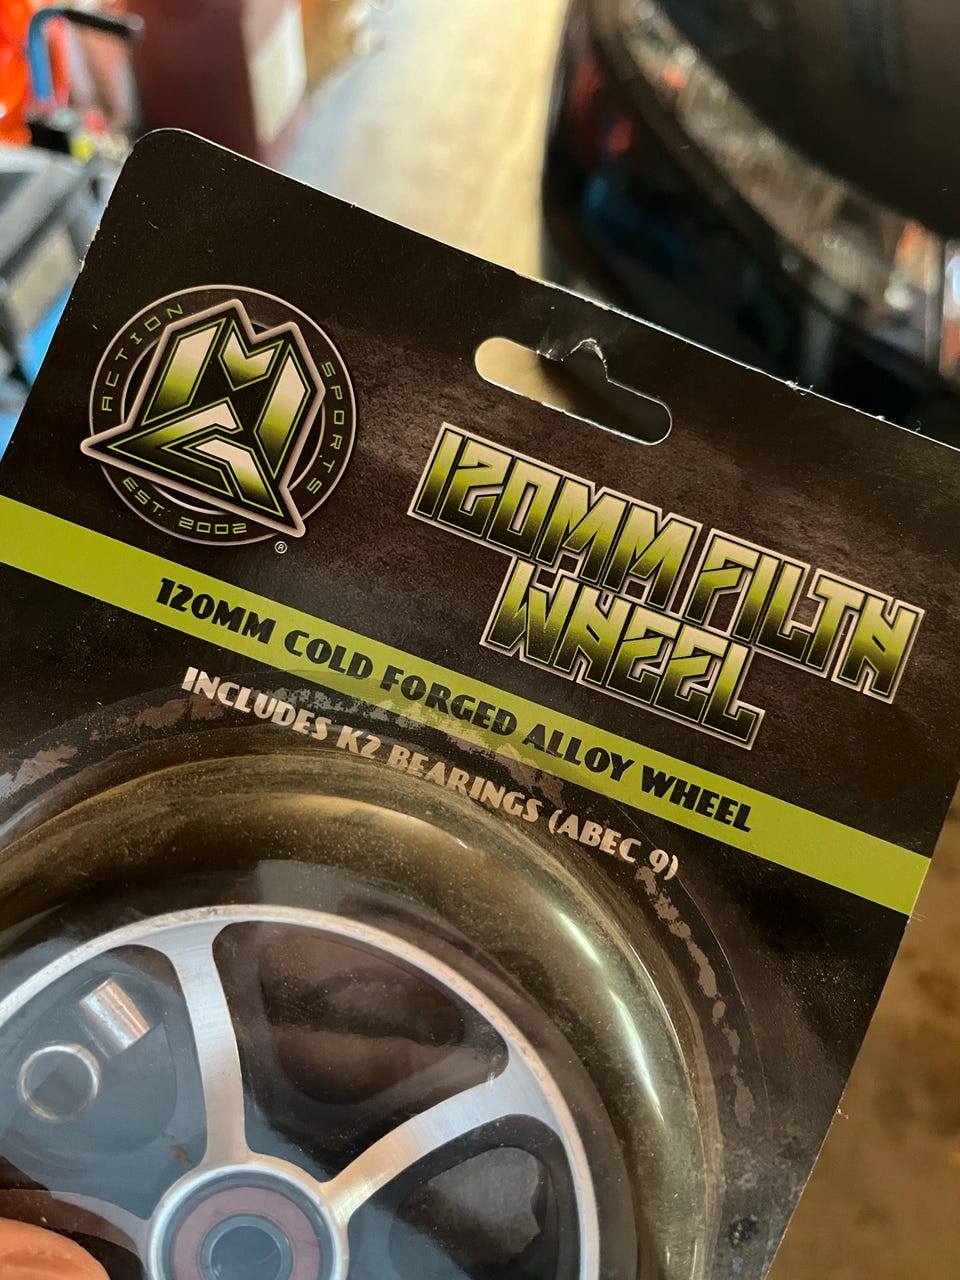 ACTION SPORTS
EST. 2002
®
120MM FILTH
WHEEL
120MM COLD FORGED ALLOY WHEEL
INCLUDES K2 BEARINGS (ABEC 9)